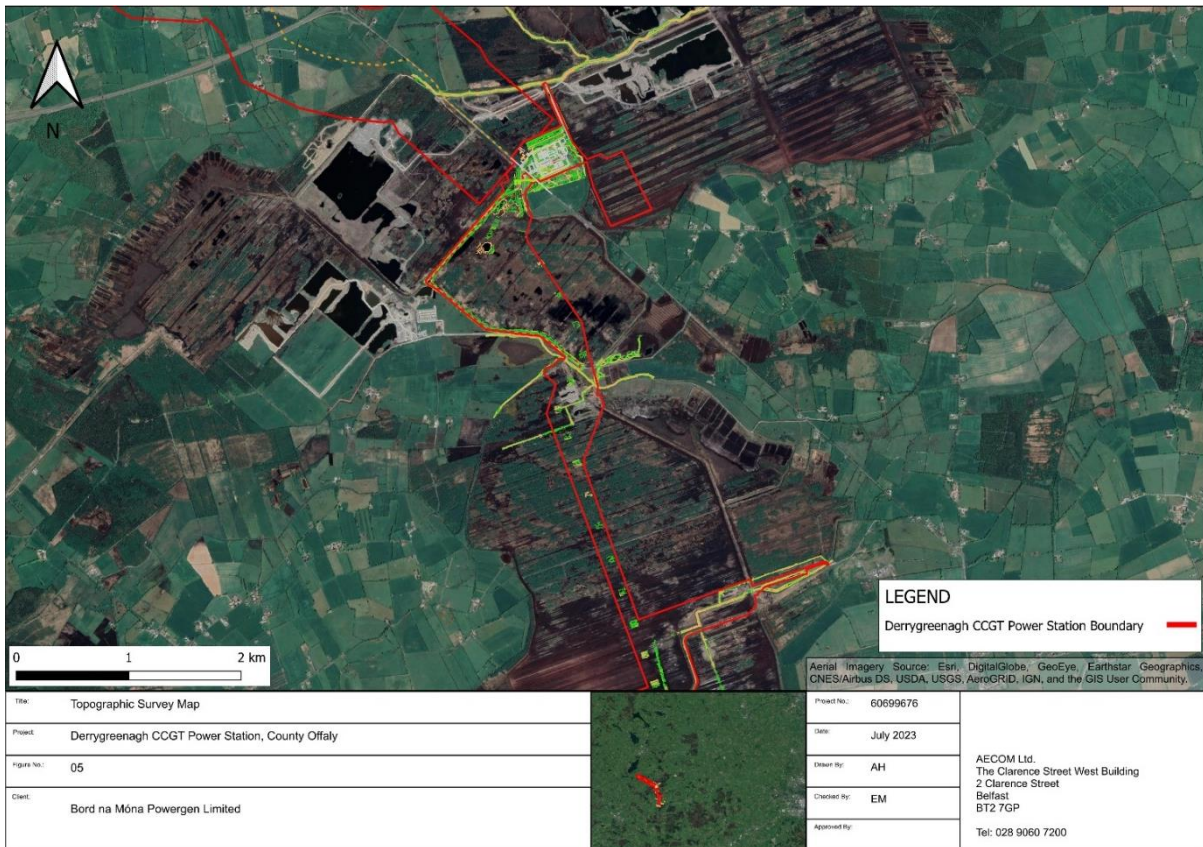 N
LEGEND
Derrygreenagh CCGT Power Station Boundary
0 1 2 km
Aerial Imagery Source: Esri, DigitalGlobe, GeoEye, Earthstar Geographics,
CNES/Airbus DS, USDA, USGS, AeroGRID, IGN, and the GIS User Community.
Title: Topographic Survey Map
Project: Derrygreenagh CCGT Power Station, County Offaly
Figure No.: 05
Client: Bord na Móna Powergen Limited
Project No.: 60699676
Date: July 2023
Drawn By: AH
Checked By: EM
Approved By:
AECOM Ltd.
The Clarence Street West Building
2 Clarence Street
Belfast
BT2 7GP
Tel: 028 9060 7200